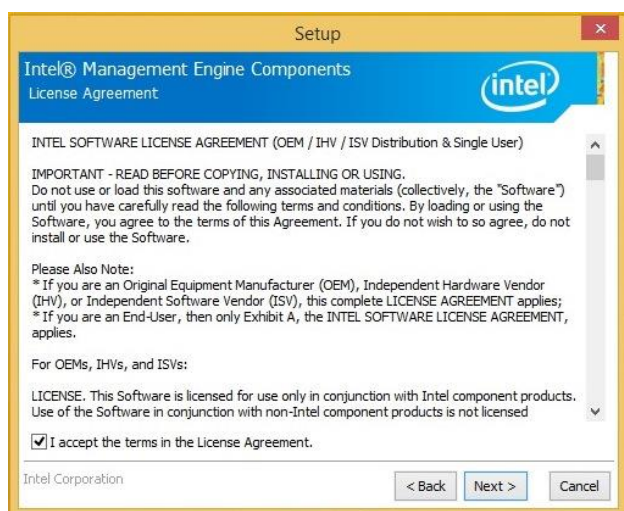 Setup
Intel® Management Engine Components
License Agreement
intel
INTEL SOFTWARE LICENSE AGREEMENT (OEM / IHV / ISV Distribution & Single User)
IMPORTANT - READ BEFORE COPYING, INSTALLING OR USING.
Do not use or load this software and any associated materials (collectively, the "Software")
until you have carefully read the following terms and conditions. By loading or using the
Software, you agree to the terms of this Agreement. If you do not wish to so agree, do not
install or use the Software.
Please Also Note:
* If you are an Original Equipment Manufacturer (OEM), Independent Hardware Vendor
(IHV), or Independent Software Vendor (ISV), this complete LICENSE AGREEMENT applies;
* If you are an End-User, then only Exhibit A, the INTEL SOFTWARE LICENSE AGREEMENT,
applies.
For OEMs, IHVs, and ISVs:
LICENSE. This Software is licensed for use only in conjunction with Intel component products.
Use of the Software in conjunction with non-Intel component products is not licensed
I accept the terms in the License Agreement.
Intel Corporation
< Back Next > Cancel